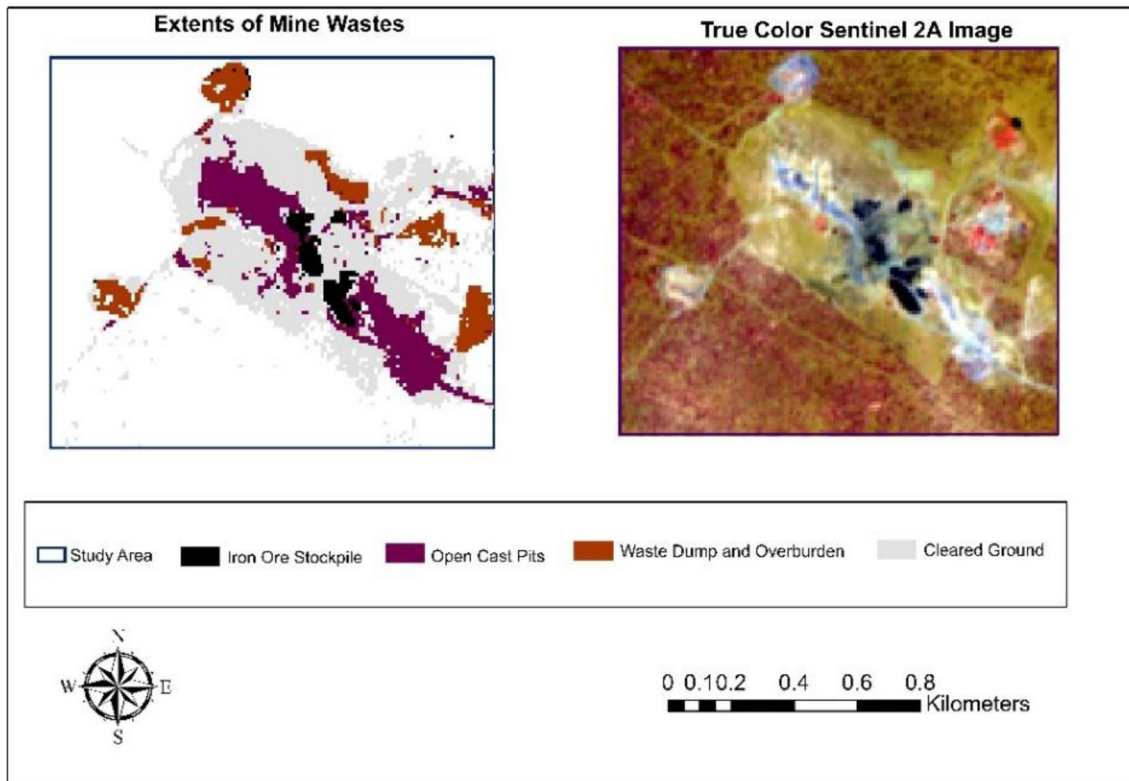 Extents of Mine Wastes
True Color Sentinel 2A Image
Study Area
Iron Ore Stockpile
Open Cast Pits
Waste Dump and Overburden
Cleared Ground
N
W E
S
0 0.10.2 0.4 0.6 0.8
Kilometers